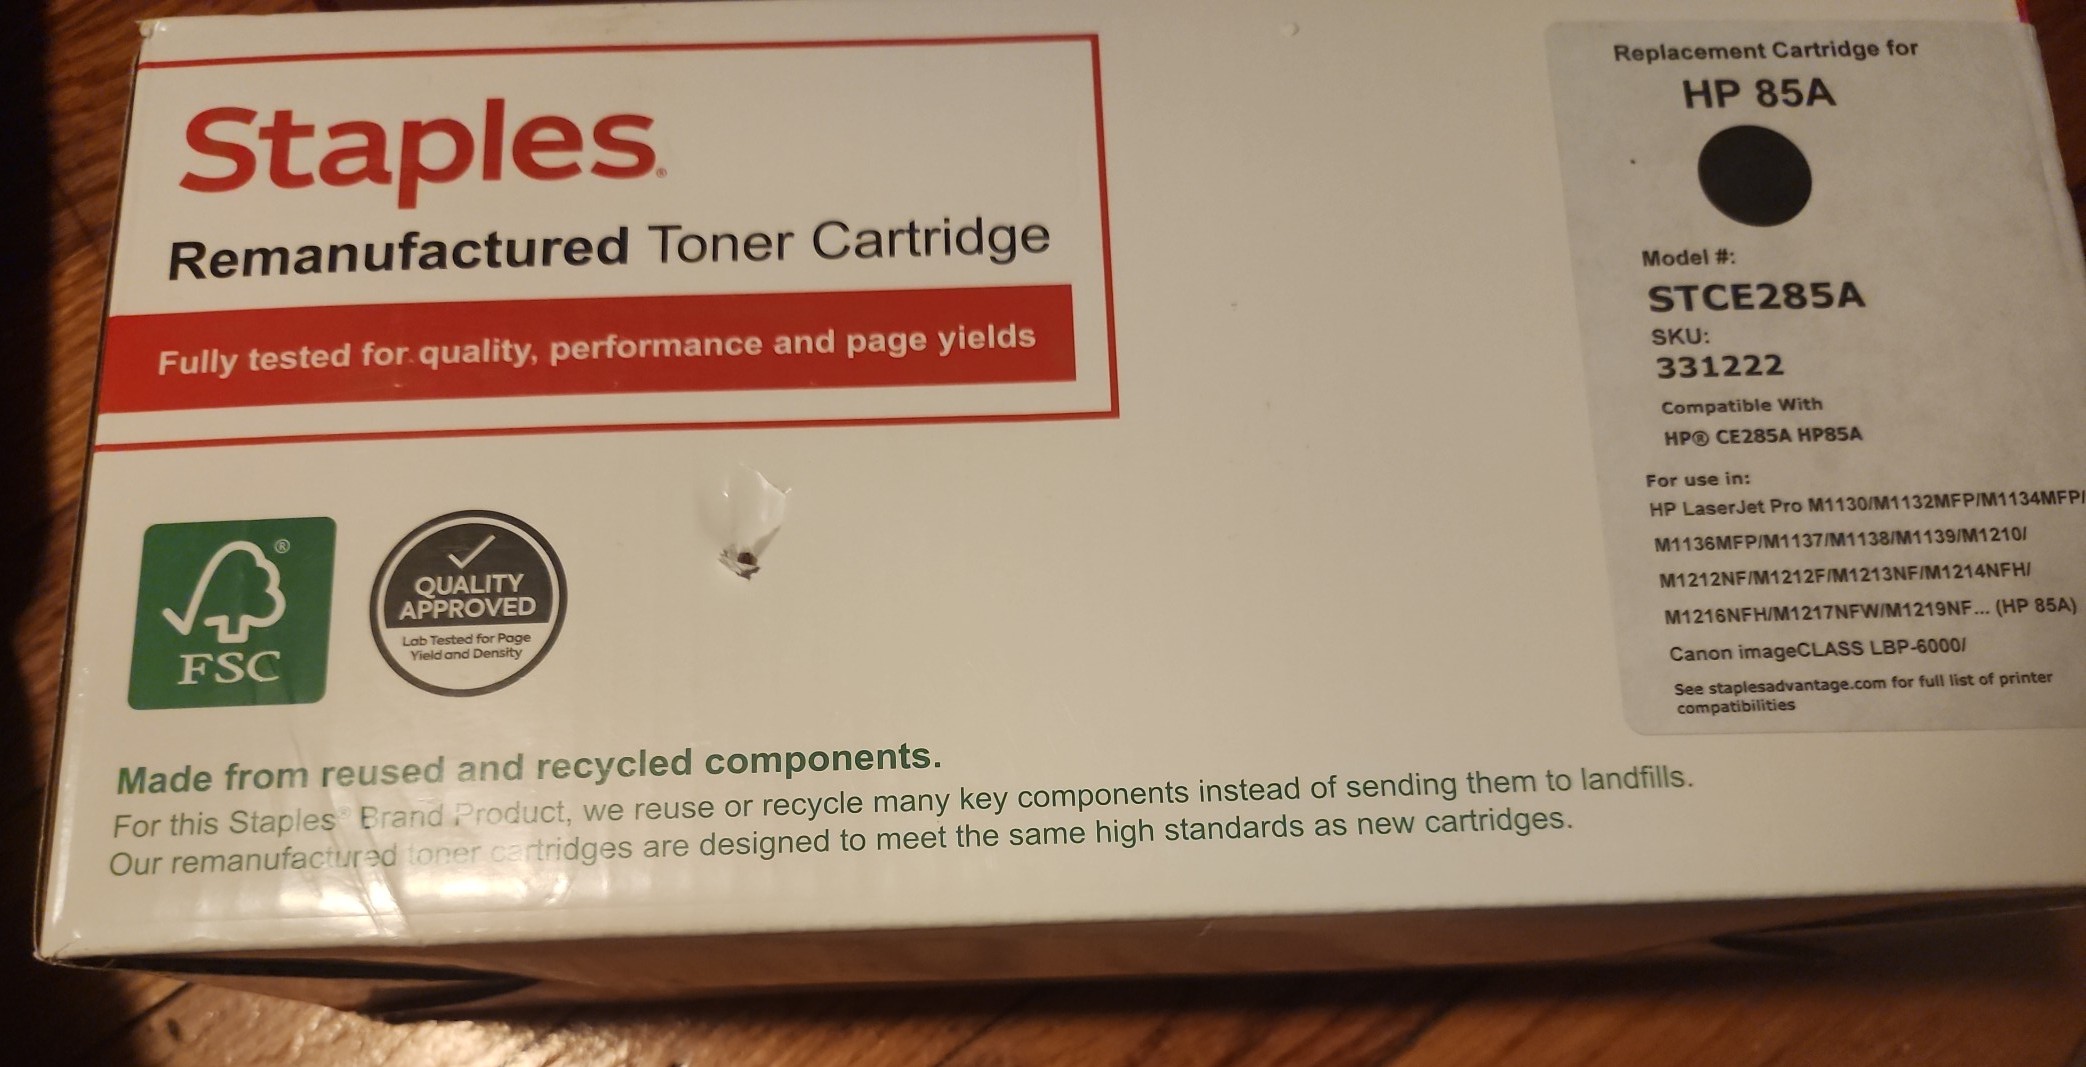 Staples®
Remanufactured Toner Cartridge
Fully tested for quality, performance and page yields
®
FSC
QUALITY
APPROVED
Lab Tested for Page
Yield and Density
Made from reused and recycled components.
For this Staples® Brand Product, we reuse or recycle many key components instead of sending them to landfills.
Our remanufactured toner cartridges are designed to meet the same high standards as new cartridges.
Replacement Cartridge for
HP 85A
Model #:
STCE285A
SKU:
331222
Compatible With
HP® CE285A HP85A
For use in:
HP LaserJet Pro M1130/M1132MFP/M1134MFP/
M1136MFP/M1137/M1138/M1139/M1210/
M1212NF/M1212F/M1213NF/M1214NFH/
M1216NFH/M1217NFW/M1219NF... (HP 85A)
Canon imageCLASS LBP-6000/
See staplesadvantage.com for full list of printer
compatibilities